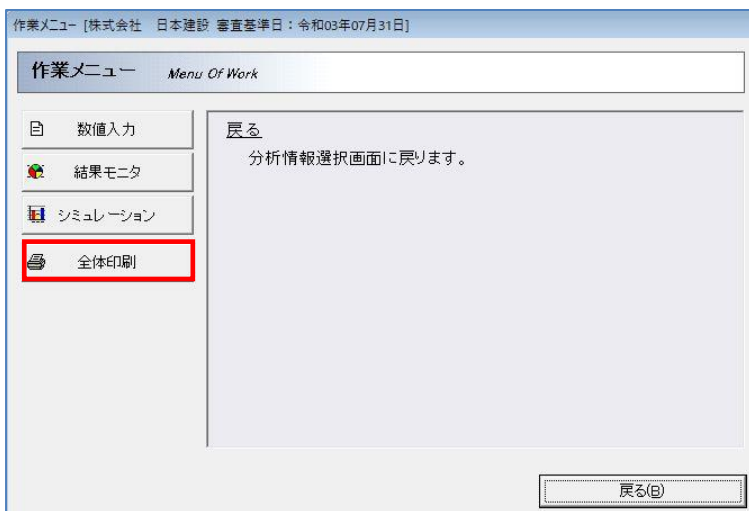 作業メニュー [株式会社　日本建設 審査基準日：令和03年07月31日]
作業メニュー Menu Of Work
数値入力
結果モニタ
シミュレーション
全体印刷
戻る
分析情報選択画面に戻ります。
戻る(B)